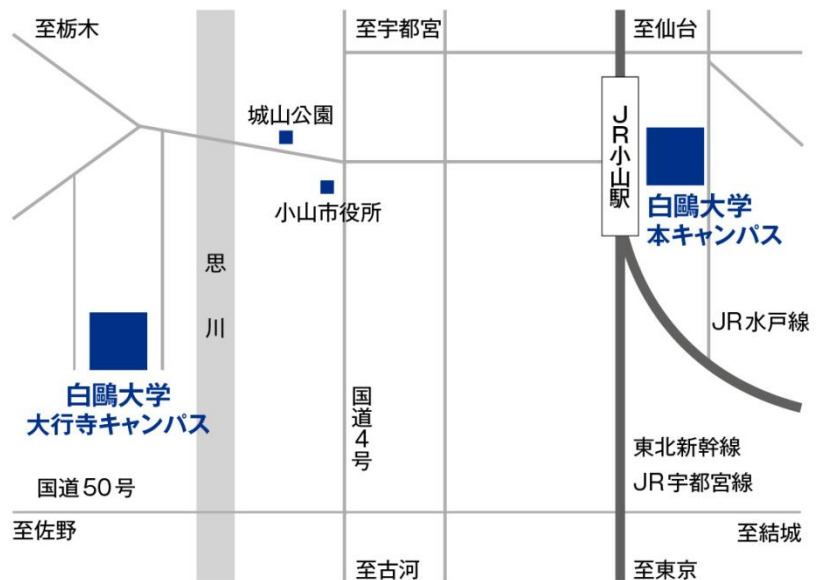 至栃木
至宇都宮
至仙台
城山公園
小山市役所
JR小山駅
白鷗大学
本キャンパス
思川
JR水戸線
白鷗大学
大行寺キャンパス
国道4号
東北新幹線
JR宇都宮線
国道50号
至佐野
至結城
至古河
至東京